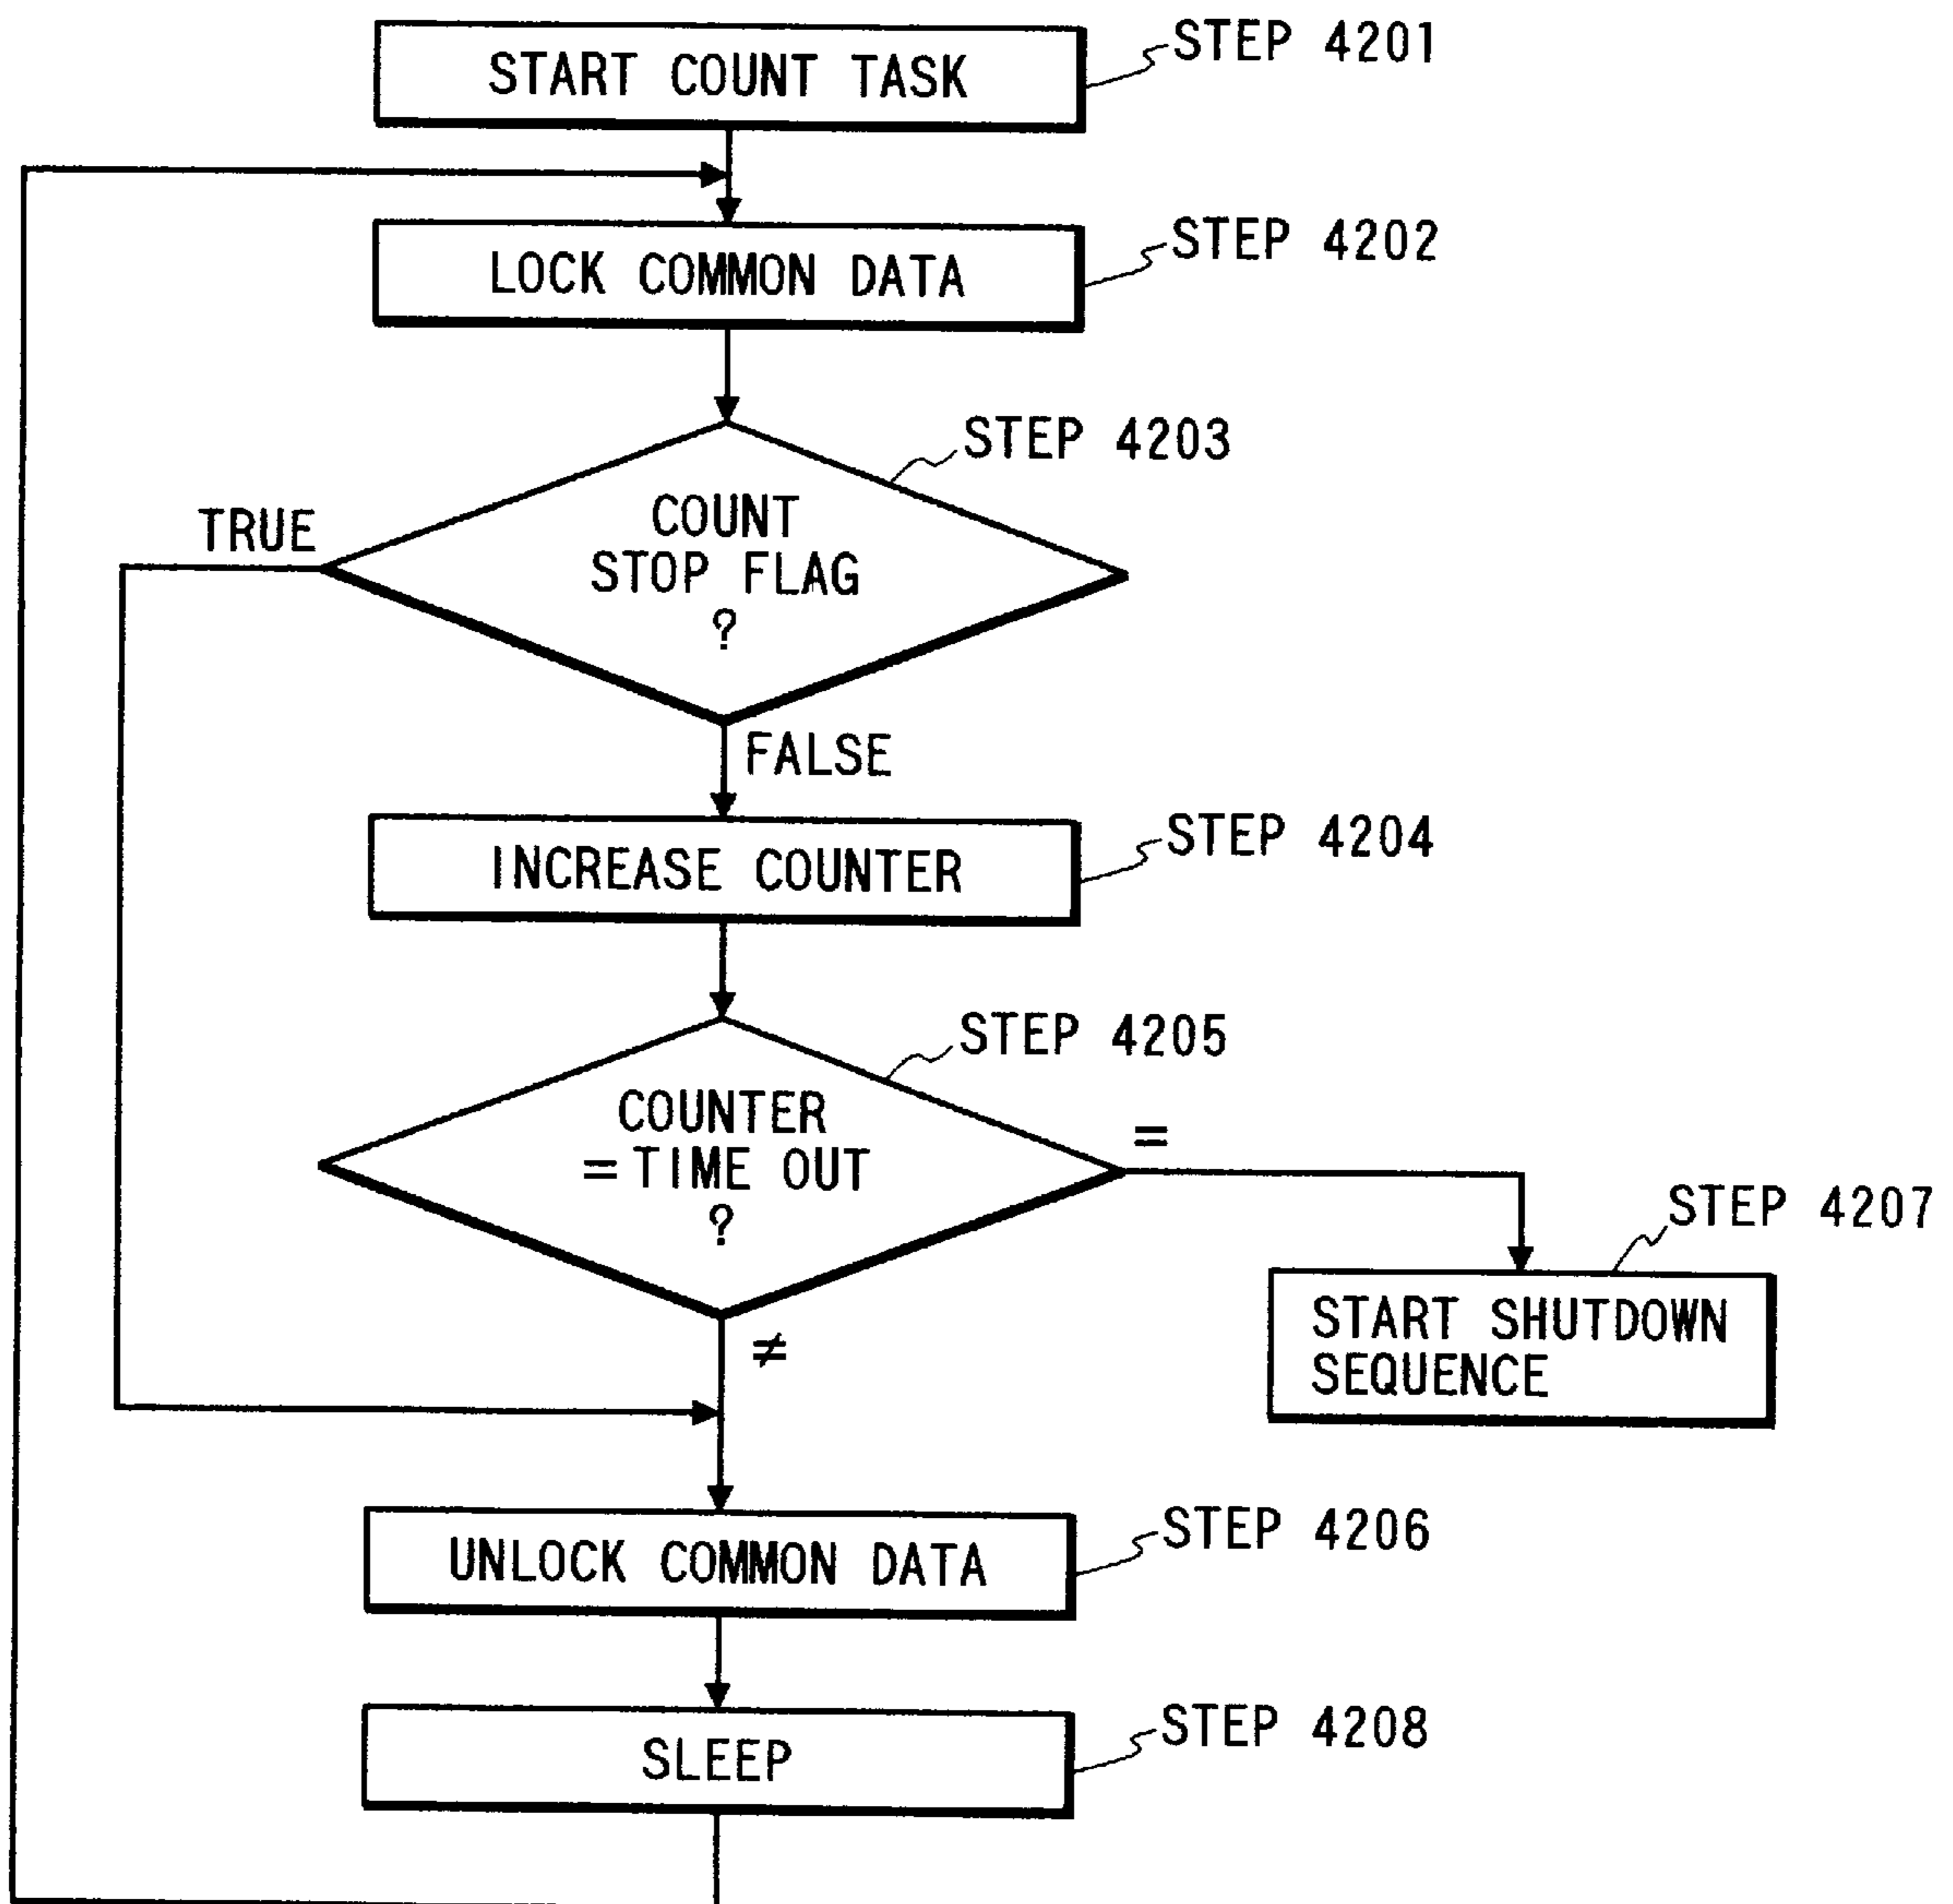 START COUNT TASK
STEP 4201
LOCK COMMON DATA
STEP 4202
STEP 4203
TRUE
COUNT
STOP FLAG
?
FALSE
INCREASE COUNTER
STEP 4204
STEP 4205
COUNTER
= TIME OUT
?
=
STEP 4207
START SHUTDOWN
SEQUENCE
≠
UNLOCK COMMON DATA
STEP 4206
SLEEP
STEP 4208